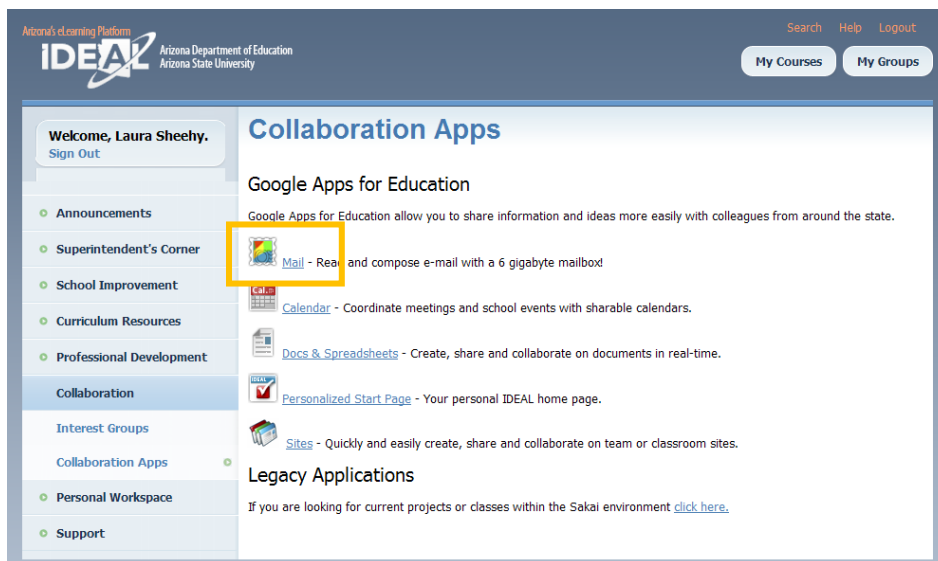 Arizona's eLearning Platform
IDEAL
Arizona Department of Education
Arizona State University
Search Help Logout
My Courses My Groups
Welcome, Laura Sheehy.
Sign Out
Announcements
Superintendent's Corner
School Improvement
Curriculum Resources
Professional Development
Collaboration
Interest Groups
Collaboration Apps
Personal Workspace
Support
Collaboration Apps
Google Apps for Education
Google Apps for Education allow you to share information and ideas more easily with colleagues from around the state.
Mail - Read and compose e-mail with a 6 gigabyte mailbox!
Calendar - Coordinate meetings and school events with sharable calendars.
Docs & Spreadsheets - Create, share and collaborate on documents in real-time.
Personalized Start Page - Your personal IDEAL home page.
Sites - Quickly and easily create, share and collaborate on team or classroom sites.
Legacy Applications
If you are looking for current projects or classes within the Sakai environment click here.